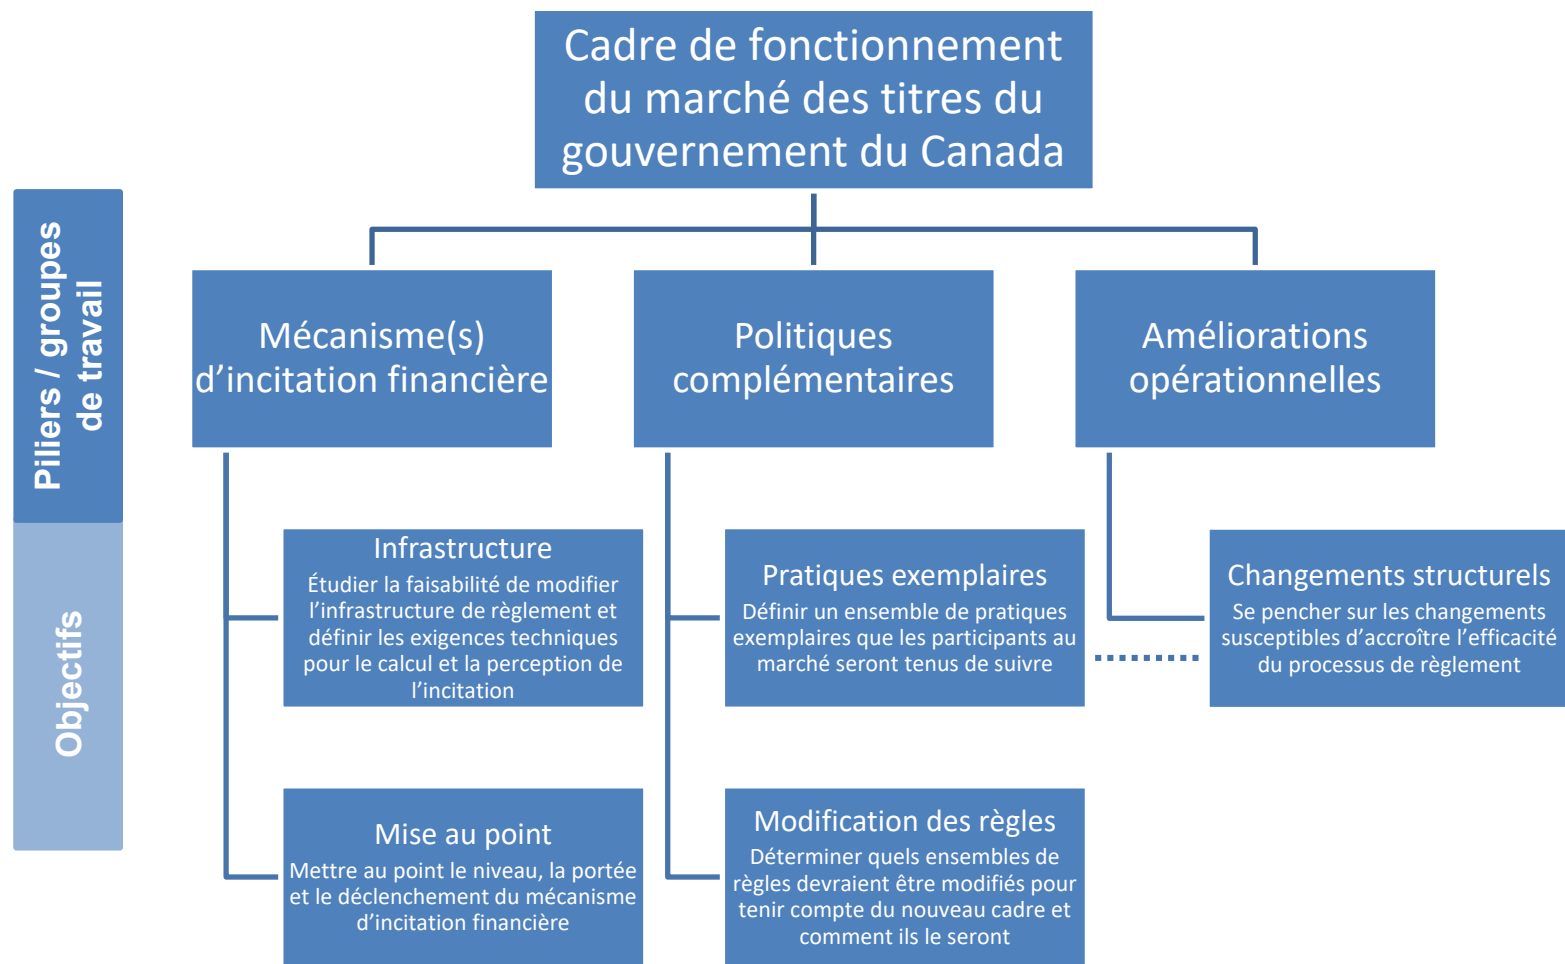 Cadre de fonctionnement
du marché des titres du
gouvernement du Canada
Piliers / groupes
de travail
Mécanisme(s)
d’incitation financière
Politiques
complémentaires
Améliorations
opérationnelles
Objectifs
Infrastructure
Étudier la faisabilité de modifier
l’infrastructure de règlement et
définir les exigences techniques
pour le calcul et la perception de
l’incitation
Pratiques exemplaires
Définir un ensemble de pratiques
exemplaires que les participants au
marché seront tenus de suivre
Changements structurels
Se pencher sur les changements
susceptibles d’accroître l’efficacité
du processus de règlement
Mise au point
Mettre au point le niveau, la portée
et le déclenchement du mécanisme
d’incitation financière
Modification des règles
Déterminer quels ensembles de
règles devraient être modifiés pour
tenir compte du nouveau cadre et
comment ils le seront